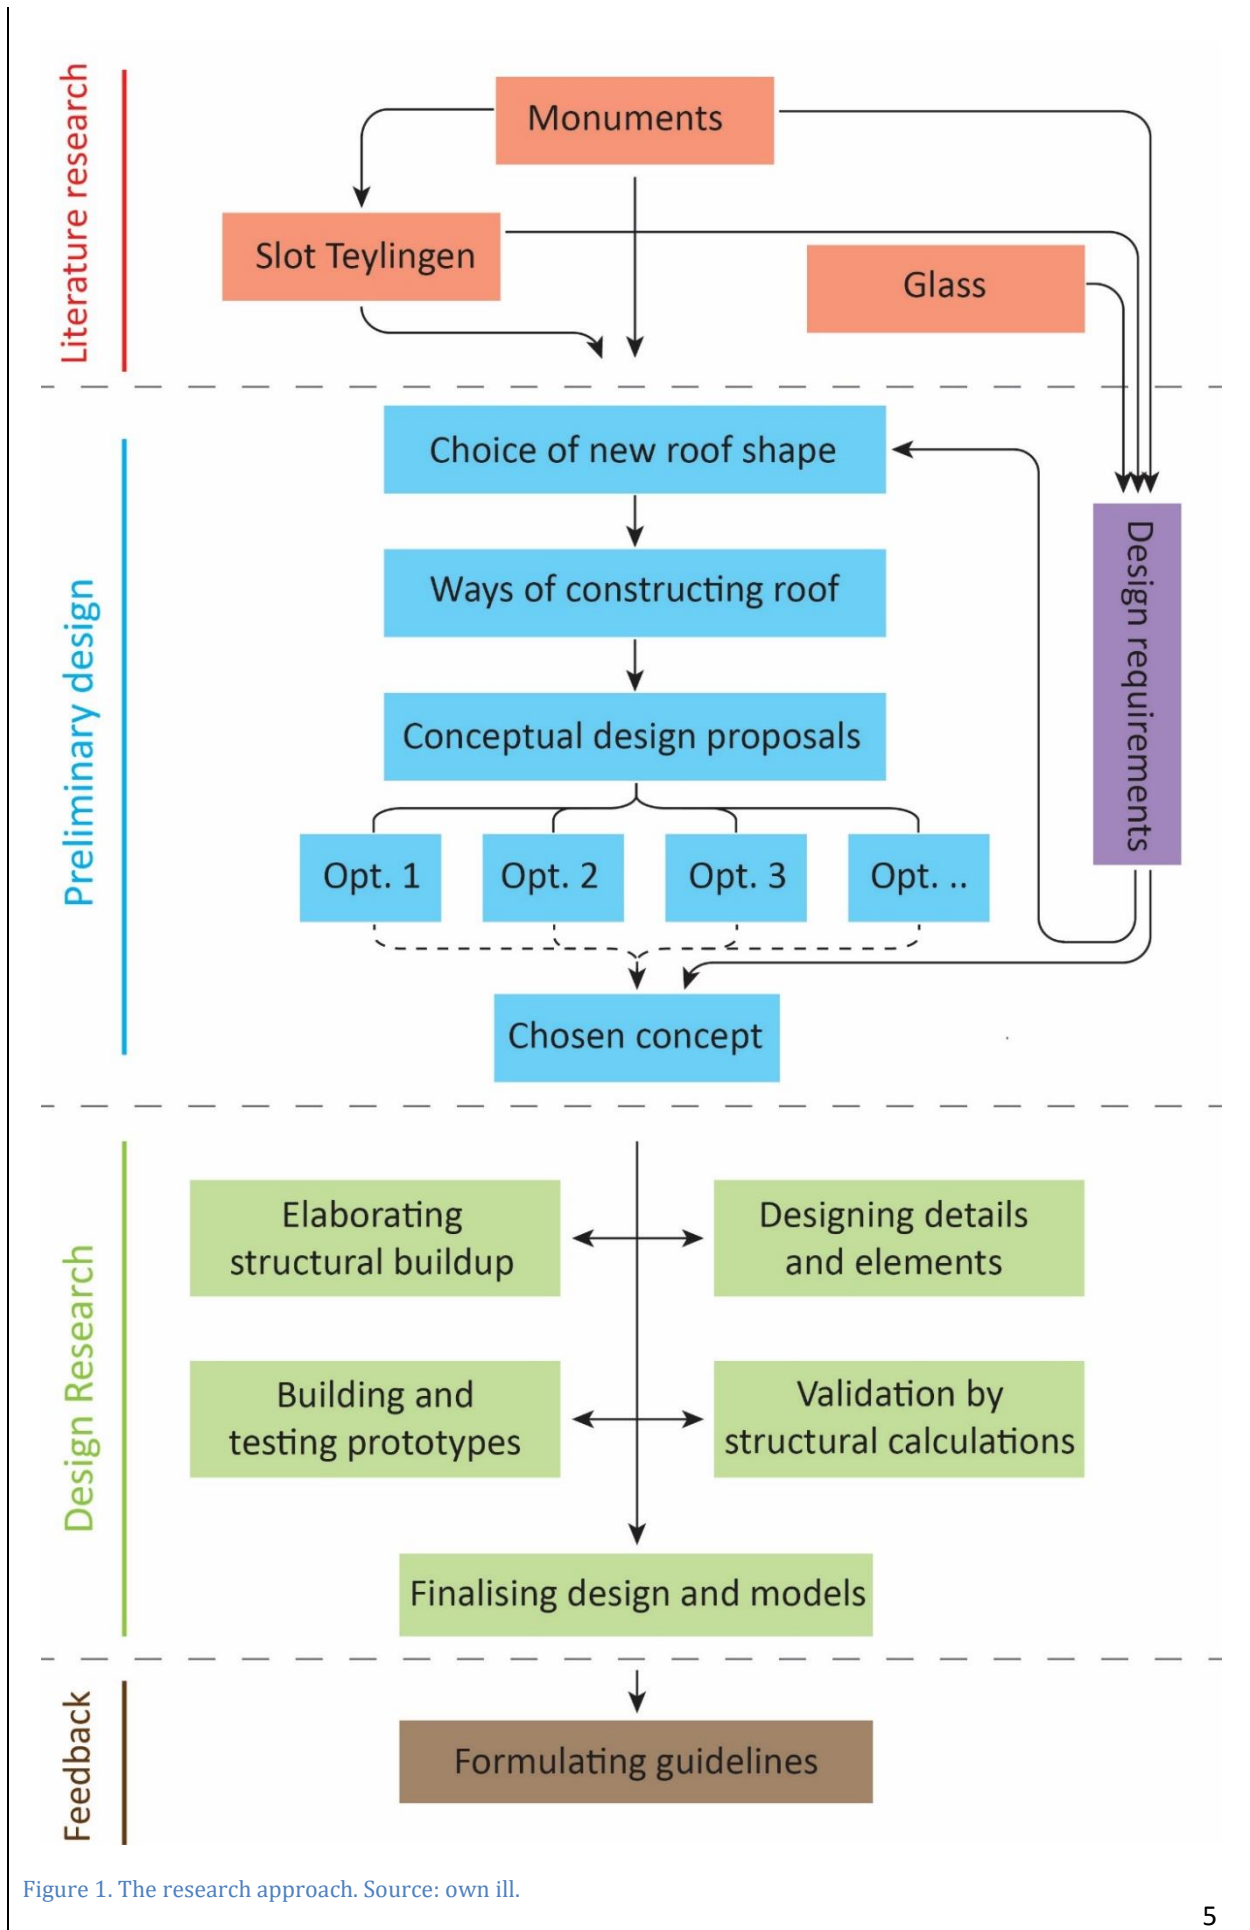 Literature research
Monuments
Slot Teylingen
Glass
Preliminary design
Choice of new roof shape
Ways of constructing roof
Conceptual design proposals
Opt. 1
Opt. 2
Opt. 3
Opt. ..
Chosen concept
Design requirements
Design Research
Elaborating
structural buildup
Designing details
and elements
Building and
testing prototypes
Validation by
structural calculations
Finalising design and models
Feedback
Formulating guidelines
Figure 1. The research approach. Source: own ill.
5